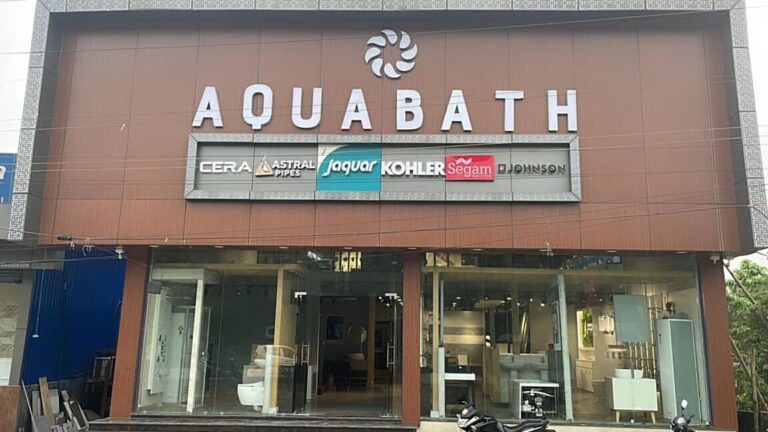 AQUABATH
CERA ASTRAL PIPES Jaquar KOHLER Segam JOHNSON